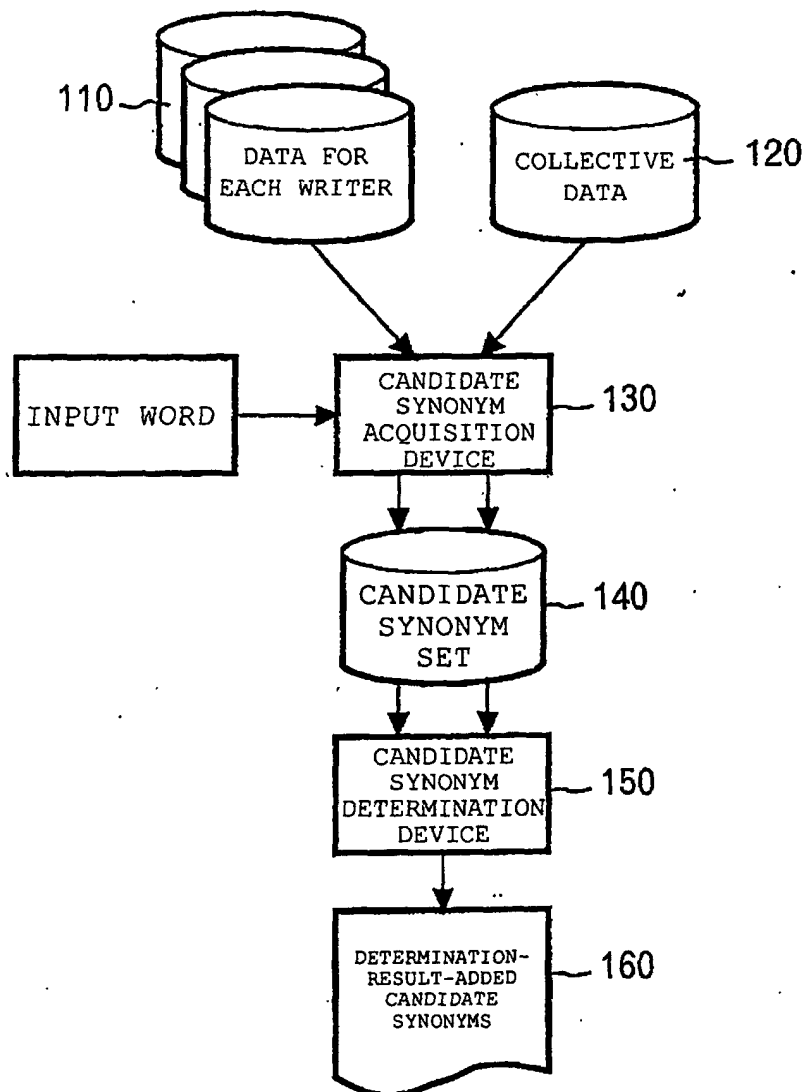 110
DATA FOR
EACH WRITER
COLLECTIVE
DATA
120
INPUT WORD
CANDIDATE
SYNONYM
ACQUISITION
DEVICE
130
CANDIDATE
SYNONYM
SET
140
CANDIDATE
SYNONYM
DETERMINATION
DEVICE
150
DETERMINATION-
RESULT-ADDED
CANDIDATE
SYNONYMS
160